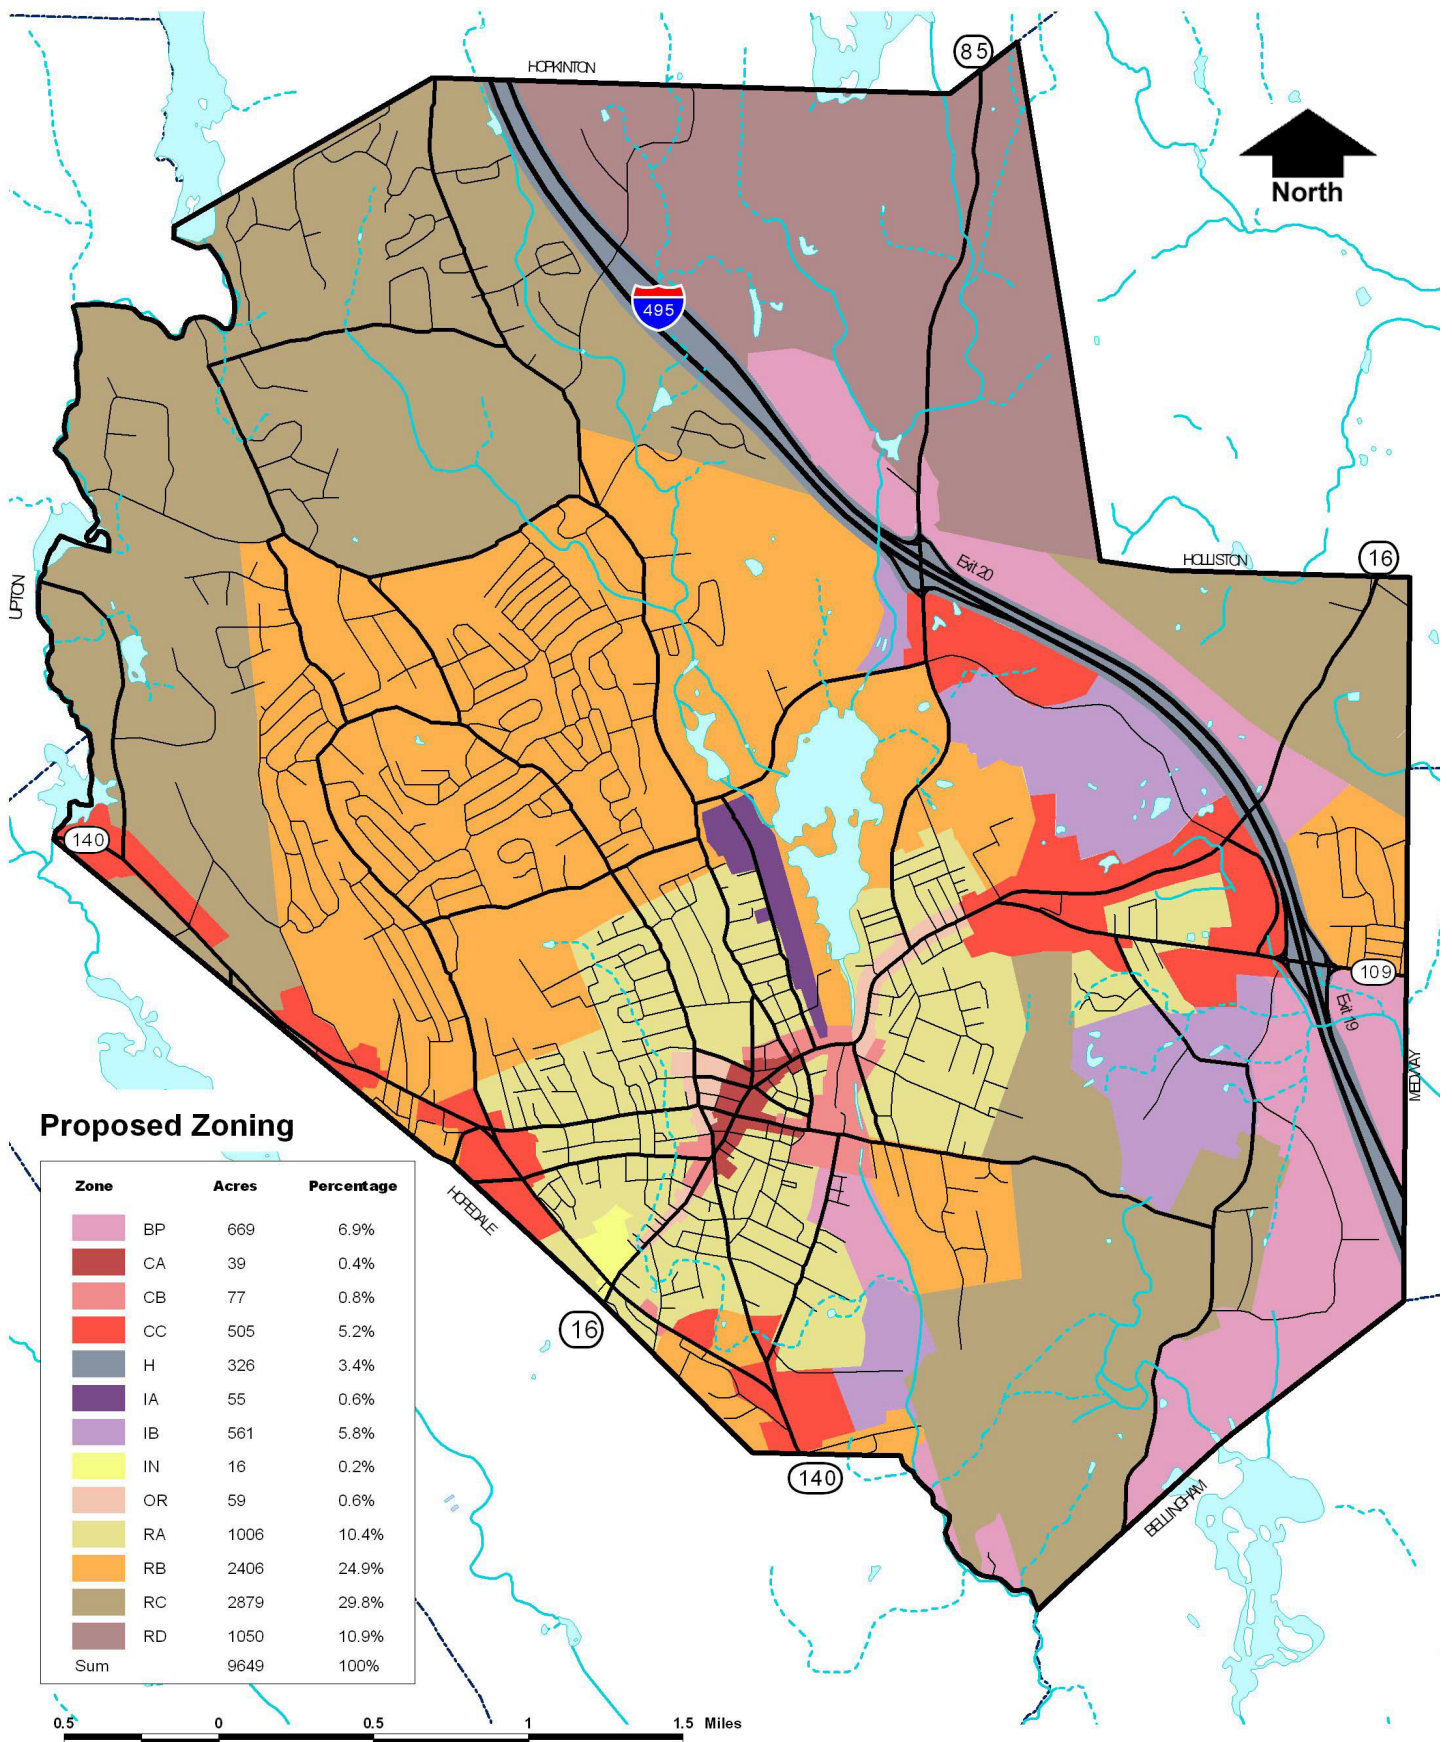 HOPKINTON
85
North
495
HOLLISTON
16
Exit 20
UPTON
140
109
Exit 19
MEDWAY
Proposed Zoning
Zone Acres Percentage
BP 669 6.9%
CA 39 0.4%
CB 77 0.8%
CC 505 5.2%
H 326 3.4%
IA 55 0.6%
IB 561 5.8%
IN 16 0.2%
OR 59 0.6%
RA 1006 10.4%
RB 2406 24.9%
RC 2879 29.8%
RD 1050 10.9%
Sum 9649 100%
HOPEDALE
16
140
BELLINGHAM
0.5 0 0.5 1 1.5 Miles